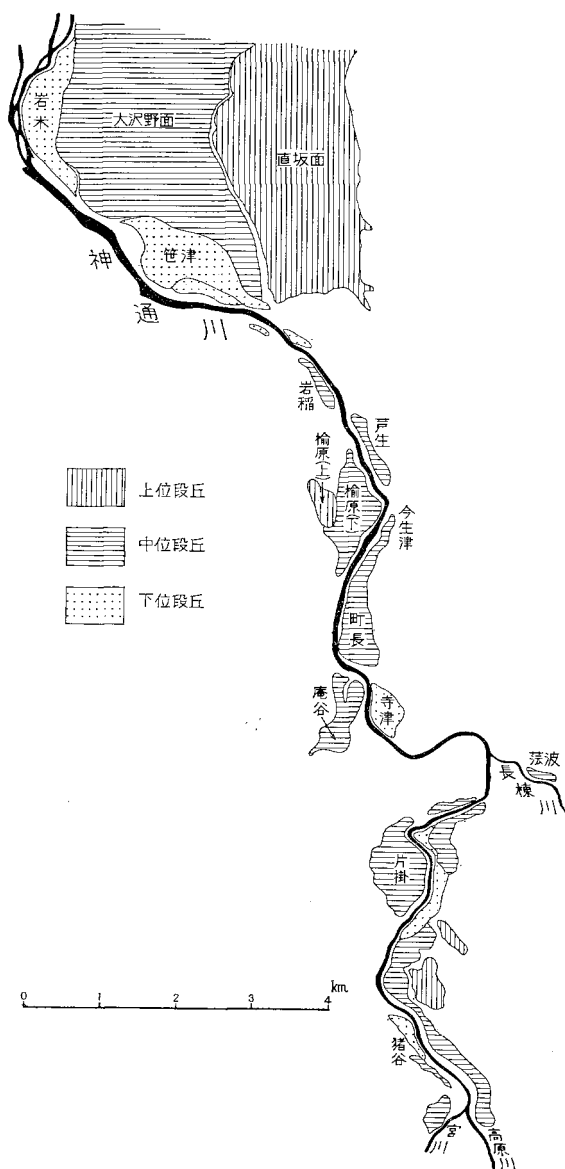 岩木
大沢野面
直坂面
笹津
神通川
岩稲
芦生
楡原(上)
楡原(下)
今生津
上位段丘
中位段丘
下位段丘
町長
庵谷
寺津
茳波
長棟川
片掛
km
0 1 2 3 4
猪谷
宮川
高原川